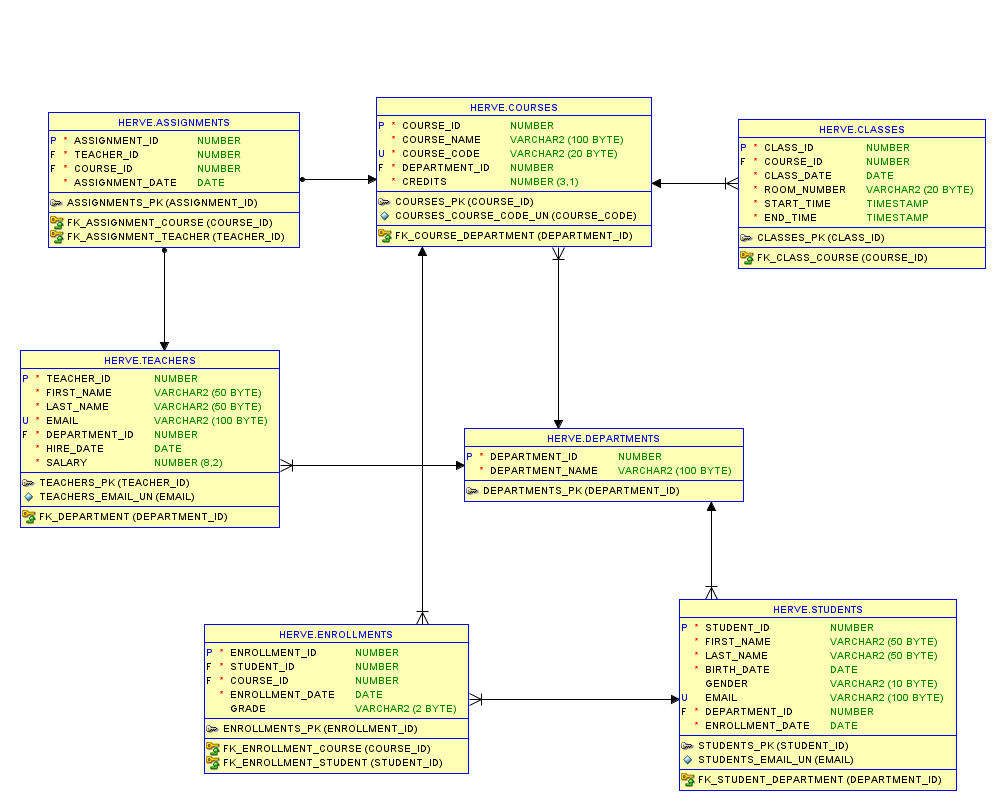 HERVE.ASSIGNMENTS
P * ASSIGNMENT_ID NUMBER
F * TEACHER_ID NUMBER
F * COURSE_ID NUMBER
* ASSIGNMENT_DATE DATE
ASSIGNMENTS_PK (ASSIGNMENT_ID)
FK_ASSIGNMENT_COURSE (COURSE_ID)
FK_ASSIGNMENT_TEACHER (TEACHER_ID)
HERVE.COURSES
P * COURSE_ID NUMBER
* COURSE_NAME VARCHAR2 (100 BYTE)
U * COURSE_CODE VARCHAR2 (20 BYTE)
F * DEPARTMENT_ID NUMBER
* CREDITS NUMBER (3,1)
COURSES_PK (COURSE_ID)
COURSES_COURSE_CODE_UN (COURSE_CODE)
FK_COURSE_DEPARTMENT (DEPARTMENT_ID)
HERVE.CLASSES
P * CLASS_ID NUMBER
F * COURSE_ID NUMBER
* CLASS_DATE DATE
* ROOM_NUMBER VARCHAR2 (20 BYTE)
* START_TIME TIMESTAMP
* END_TIME TIMESTAMP
CLASSES_PK (CLASS_ID)
FK_CLASS_COURSE (COURSE_ID)
HERVE.TEACHERS
P * TEACHER_ID NUMBER
* FIRST_NAME VARCHAR2 (50 BYTE)
* LAST_NAME VARCHAR2 (50 BYTE)
U * EMAIL VARCHAR2 (100 BYTE)
F * DEPARTMENT_ID NUMBER
* HIRE_DATE DATE
* SALARY NUMBER (8,2)
TEACHERS_PK (TEACHER_ID)
TEACHERS_EMAIL_UN (EMAIL)
FK_DEPARTMENT (DEPARTMENT_ID)
HERVE.DEPARTMENTS
P * DEPARTMENT_ID NUMBER
* DEPARTMENT_NAME VARCHAR2 (100 BYTE)
DEPARTMENTS_PK (DEPARTMENT_ID)
HERVE.ENROLLMENTS
P * ENROLLMENT_ID NUMBER
F * STUDENT_ID NUMBER
F * COURSE_ID NUMBER
* ENROLLMENT_DATE DATE
GRADE VARCHAR2 (2 BYTE)
ENROLLMENTS_PK (ENROLLMENT_ID)
FK_ENROLLMENT_COURSE (COURSE_ID)
FK_ENROLLMENT_STUDENT (STUDENT_ID)
HERVE.STUDENTS
P * STUDENT_ID NUMBER
* FIRST_NAME VARCHAR2 (50 BYTE)
* LAST_NAME VARCHAR2 (50 BYTE)
* BIRTH_DATE DATE
GENDER VARCHAR2 (10 BYTE)
U EMAIL VARCHAR2 (100 BYTE)
F * DEPARTMENT_ID NUMBER
* ENROLLMENT_DATE DATE
STUDENTS_PK (STUDENT_ID)
STUDENTS_EMAIL_UN (EMAIL)
FK_STUDENT_DEPARTMENT (DEPARTMENT_ID)